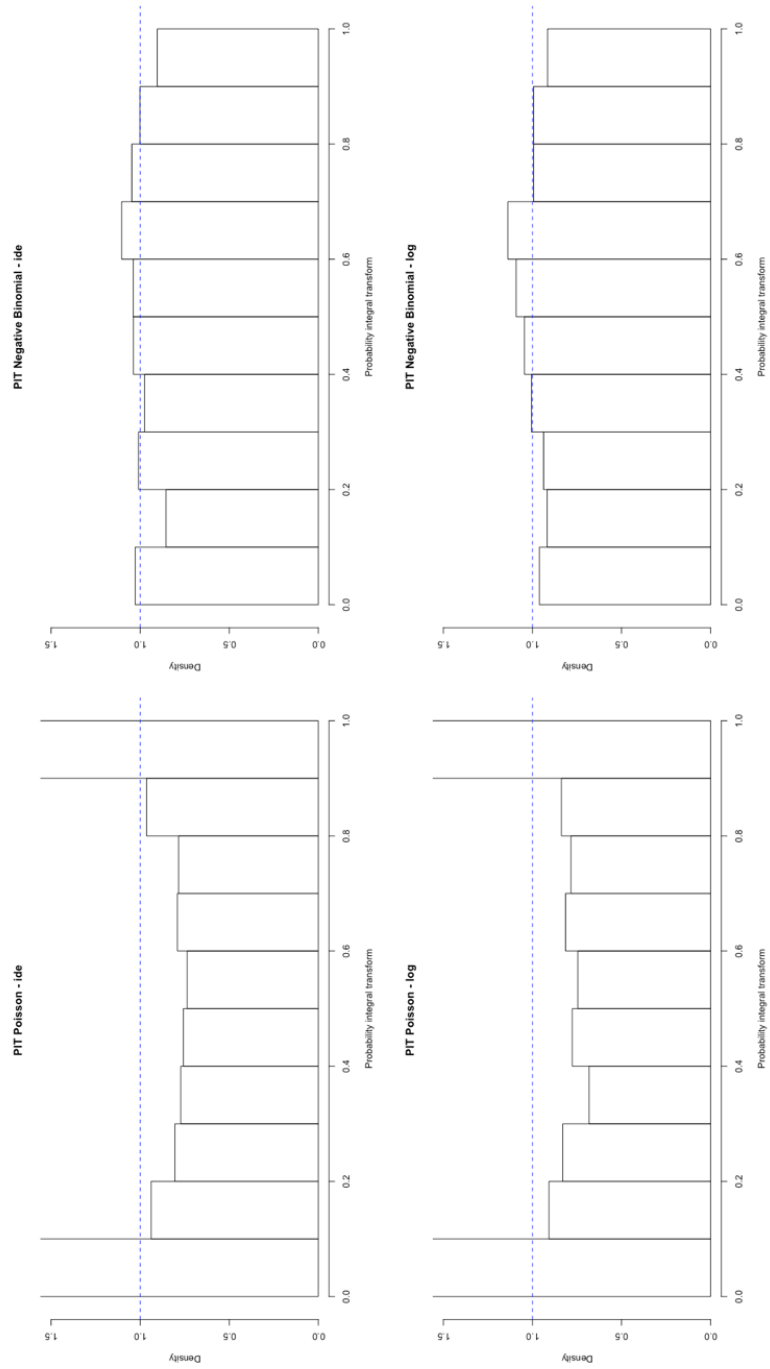 PIT Poisson - ide
Density
1.5
1.0
0.5
0.0
0.0 0.2 0.4 0.6 0.8 1.0
Probability integral transform
PIT Negative Binomial - ide
Density
1.5
1.0
0.5
0.0
0.0 0.2 0.4 0.6 0.8 1.0
Probability integral transform
PIT Poisson - log
Density
1.5
1.0
0.5
0.0
0.0 0.2 0.4 0.6 0.8 1.0
Probability integral transform
PIT Negative Binomial - log
Density
1.5
1.0
0.5
0.0
0.0 0.2 0.4 0.6 0.8 1.0
Probability integral transform